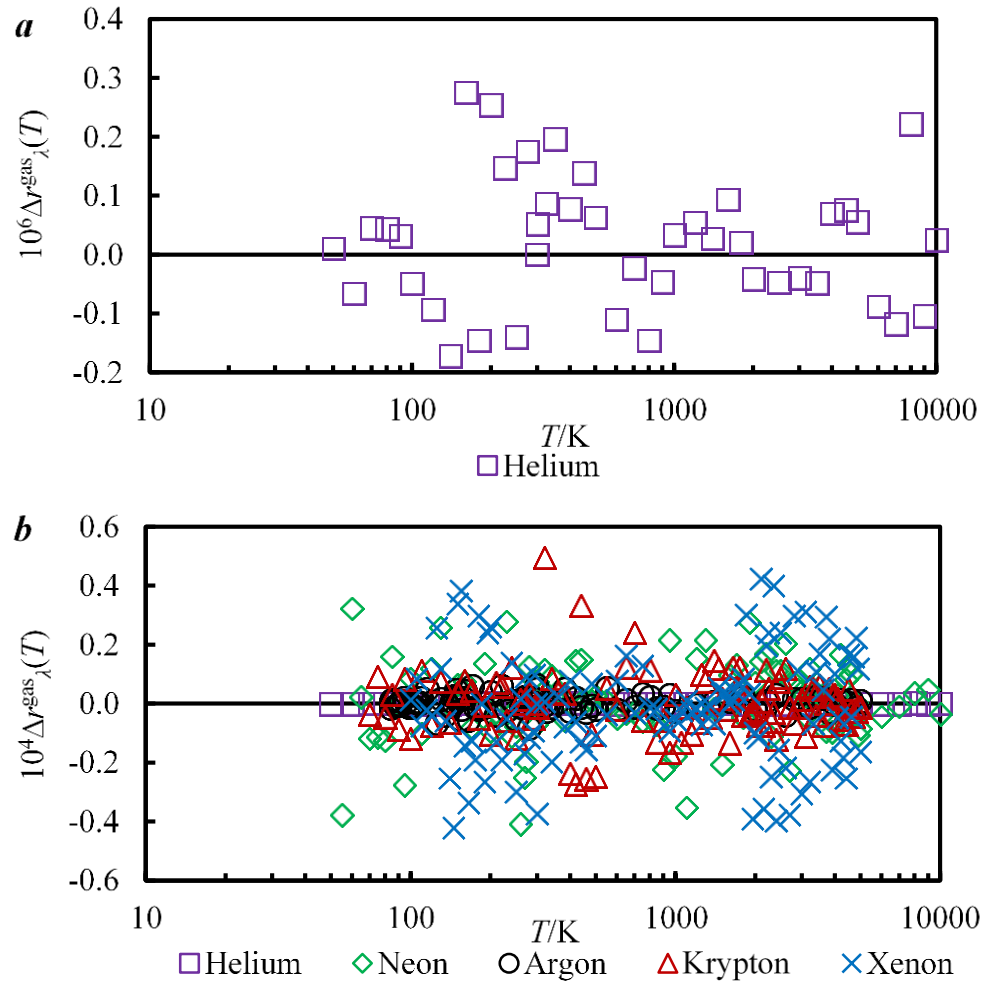 a
0.4
0.3
0.2
0.1
0.0
-0.1
-0.2
10⁶Δr^gas_λ(T)
10 100 1000 10000
T/K
Helium
b
0.6
0.4
0.2
0.0
-0.2
-0.4
-0.6
10⁴Δr^gas_λ(T)
10 100 1000 10000
T/K
Helium Neon Argon Krypton Xenon